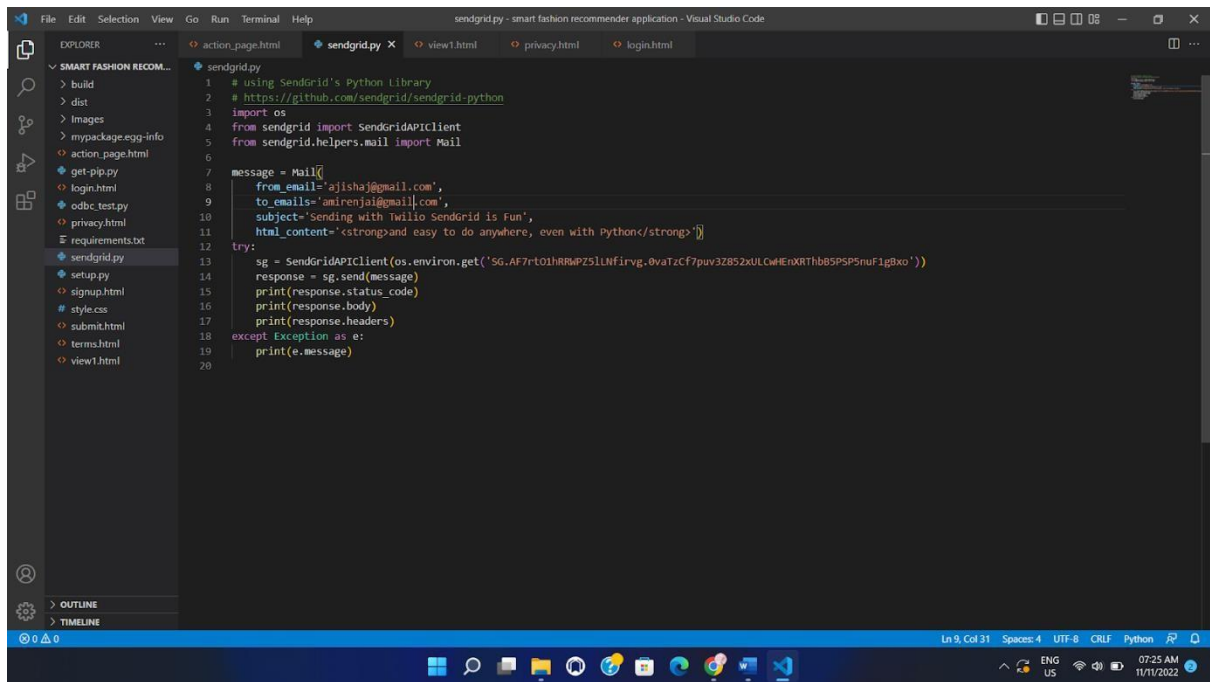 File Edit Selection View Go Run Terminal Help
sendgrid.py - smart fashion recommender application - Visual Studio Code
EXPLORER
SMART FASHION RECOM...
build
dist
Images
mypackage.egg-info
action_page.html
get-pip.py
login.html
odbc_test.py
privacy.html
requirements.txt
sendgrid.py
setup.py
signup.html
# style.css
submit.html
terms.html
view1.html
OUTLINE
TIMELINE
action_page.html sendgrid.py view1.html privacy.html login.html
sendgrid.py
1 # using SendGrid's Python Library
2 # https://github.com/sendgrid/sendgrid-python
3 import os
4 from sendgrid import SendGridAPIClient
5 from sendgrid.helpers.mail import Mail
6
7 message = Mail(
8 from_email='ajishaj@gmail.com',
9 to_emails='amirenjai@gmail.com',
10 subject='Sending with Twilio SendGrid is Fun',
11 html_content='<strong>and easy to do anywhere, even with Python</strong>')
12 try:
13 sg = SendGridAPIClient(os.environ.get(''))
14 response = sg.send(message)
15 print(response.status_code)
16 print(response.body)
17 print(response.headers)
18 except Exception as e:
19 print(e.message)
20
0 0
Ln 9, Col 31 Spaces: 4 UTF-8 CRLF Python
ENG
US
07:25 AM
11/11/2022
2